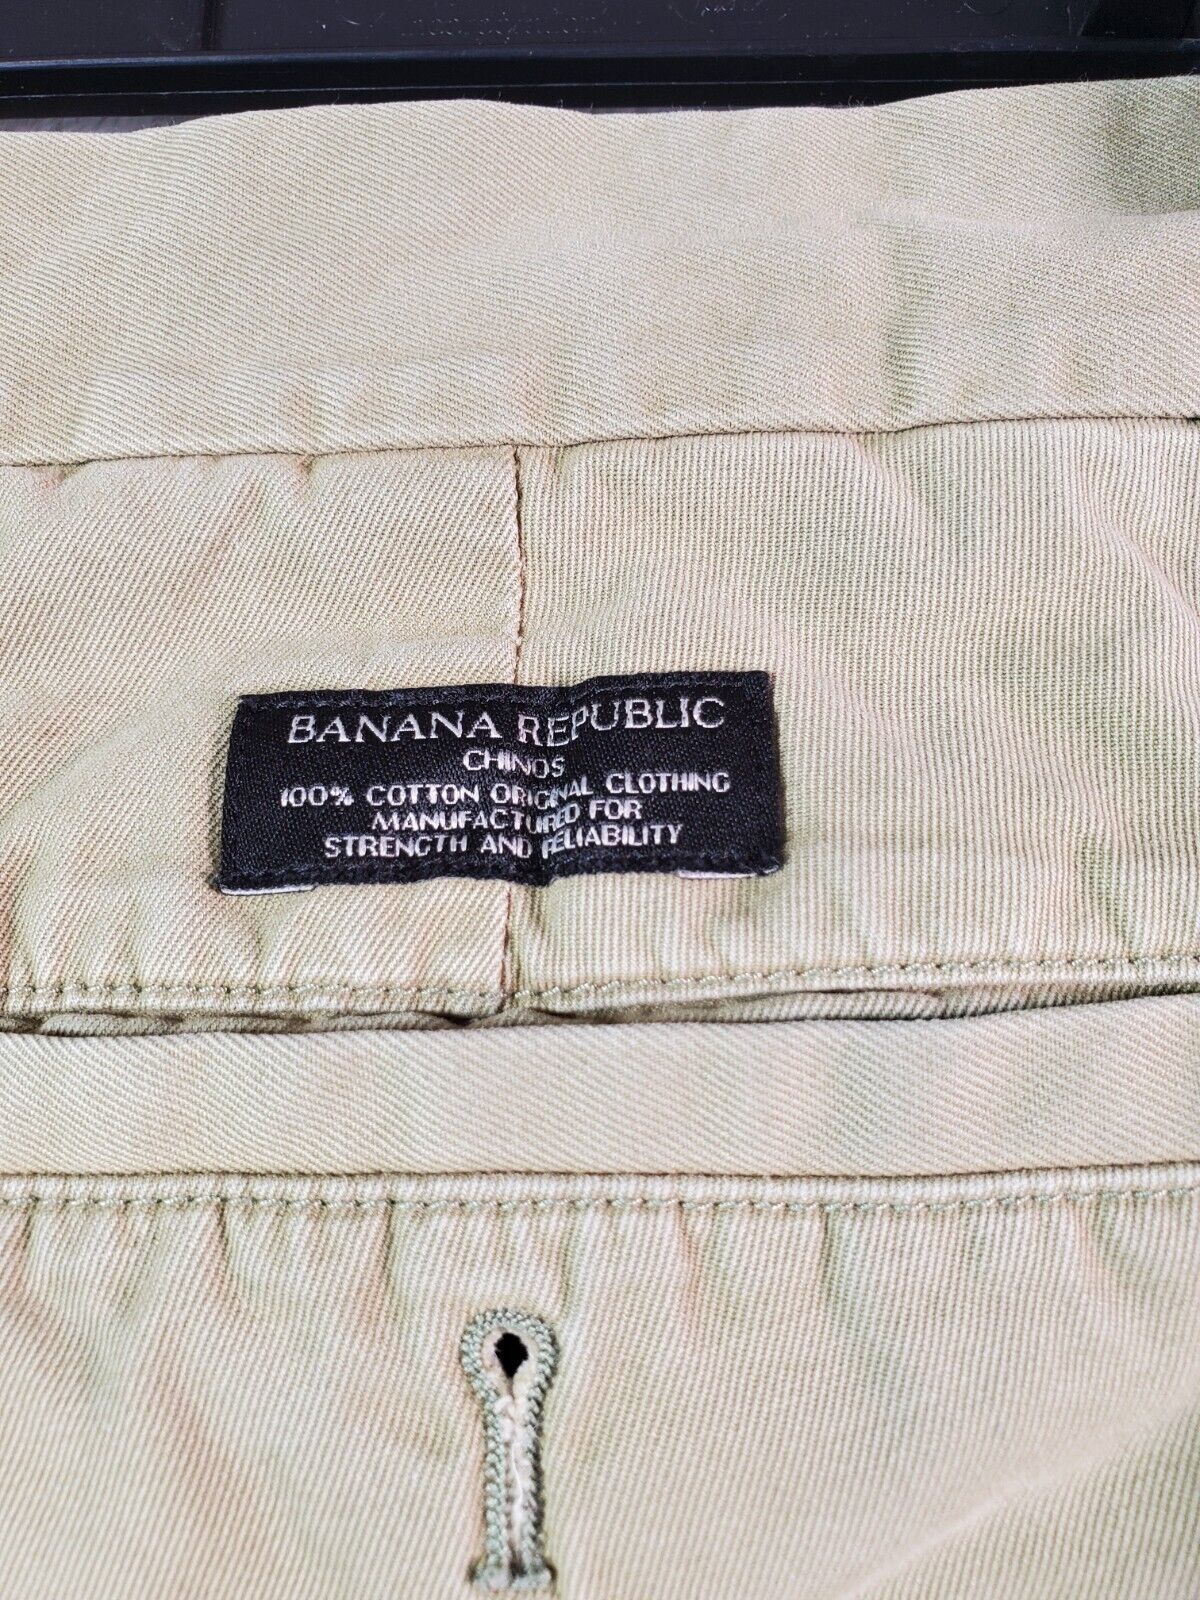 BANANA REPUBLIC
CHINOS
100% COTTON ORIGINAL CLOTHING
MANUFACTURED FOR
STRENGTH AND RELIABILITY